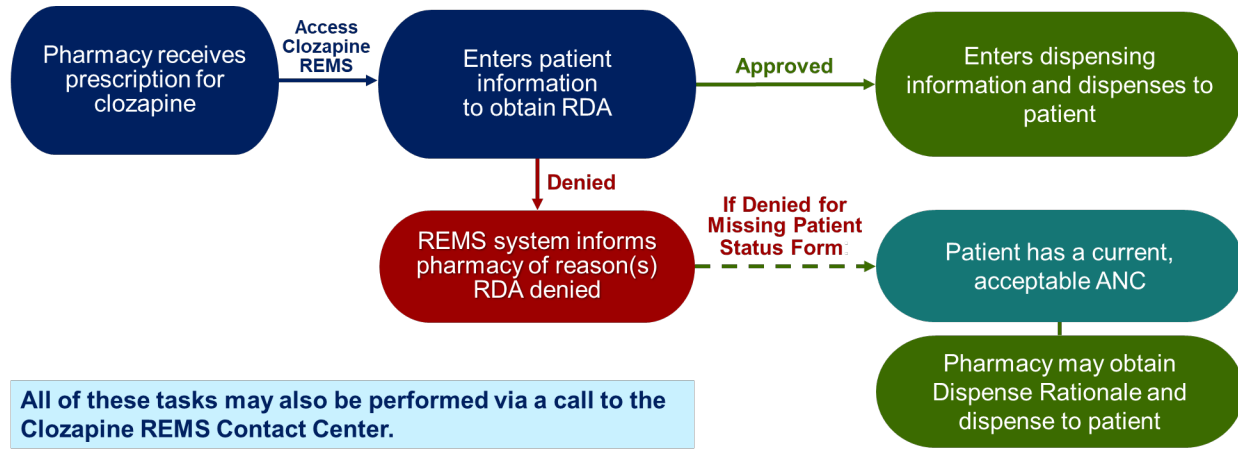 Pharmacy receives
prescription for
clozapine
Access
Clozapine
REMS
Enters patient
information
to obtain RDA
Approved
Enters dispensing
information and dispenses to
patient
Denied
REMS system informs
pharmacy of reason(s)
RDA denied
If Denied for
Missing Patient
Status Form
Patient has a current,
acceptable ANC
Pharmacy may obtain
Dispense Rationale and
dispense to patient
All of these tasks may also be performed via a call to the
Clozapine REMS Contact Center.